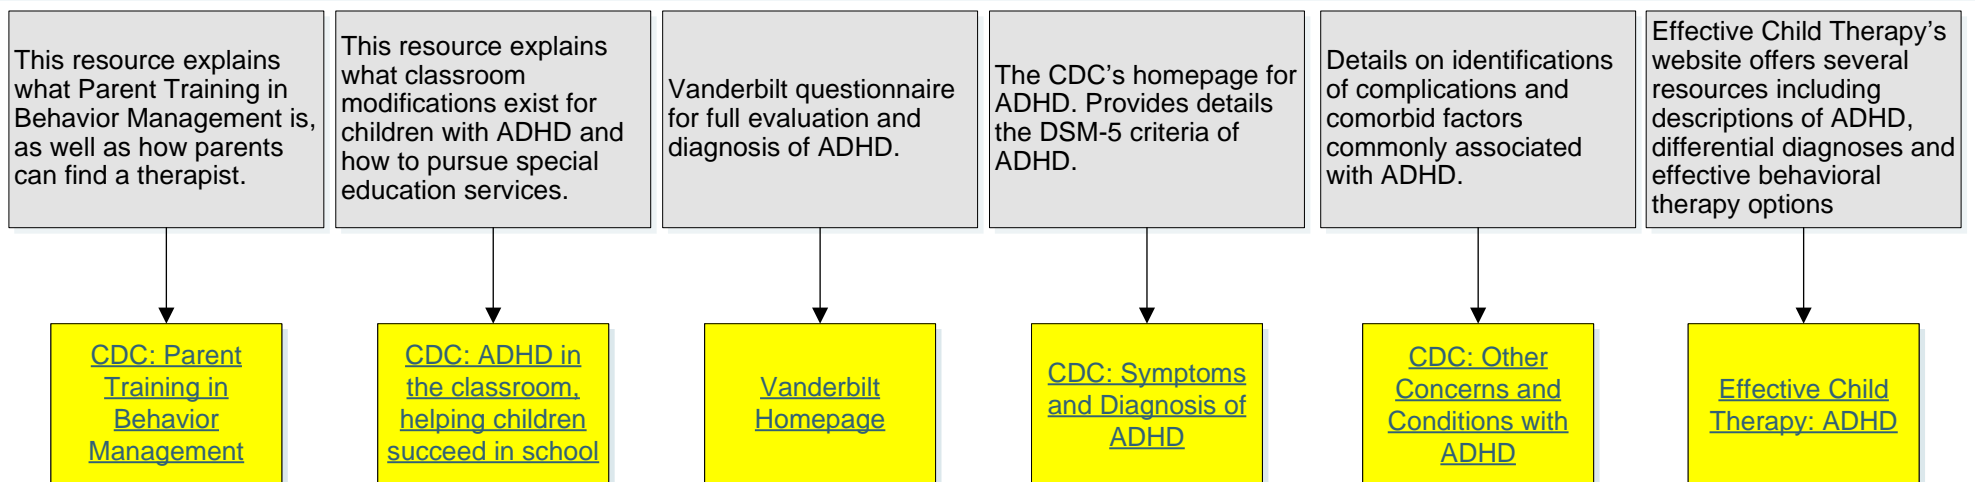 This resource explains
what Parent Training in
Behavior Management is,
as well as how parents
can find a therapist.
This resource explains
what classroom
modifications exist for
children with ADHD and
how to pursue special
education services.
Vanderbilt questionnaire
for full evaluation and
diagnosis of ADHD.
The CDC's homepage for
ADHD. Provides details
the DSM-5 criteria of
ADHD.
Details on identifications
of complications and
comorbid factors
commonly associated
with ADHD.
Effective Child Therapy's
website offers several
resources including
descriptions of ADHD,
differential diagnoses and
effective behavioral
therapy options
CDC: Parent
Training in
Behavior
Management
CDC: ADHD in
the classroom,
helping children
succeed in school
Vanderbilt
Homepage
CDC: Symptoms
and Diagnosis of
ADHD
CDC: Other
Concerns and
Conditions with
ADHD
Effective Child
Therapy: ADHD